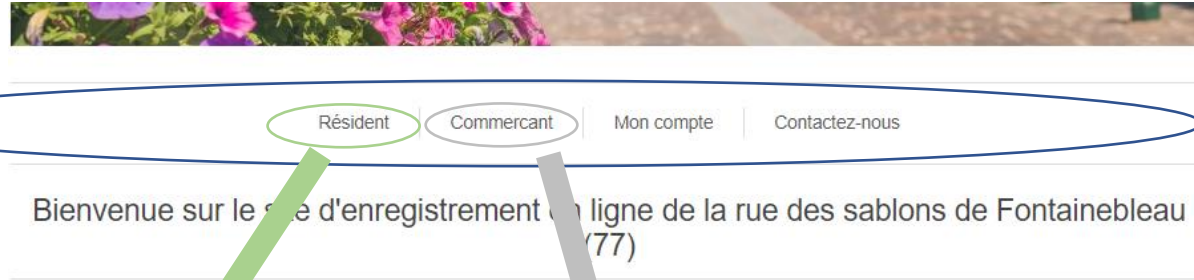 Résident Commercant Mon compte Contactez-nous
Bienvenue sur le d'enregistrement ligne de la rue des sablons de Fontainebleau
(77)